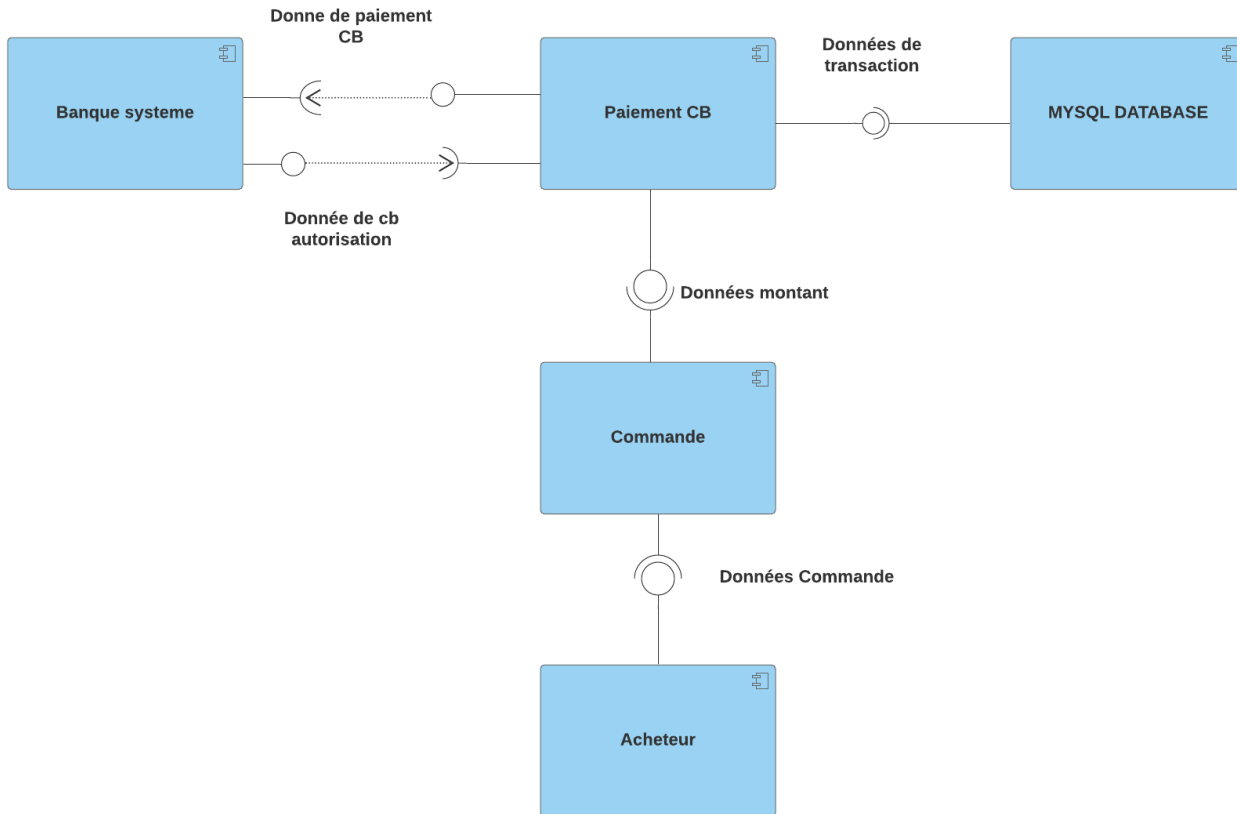 Donne de paiement
CB
Données de
transaction
Banque systeme
Paiement CB
MYSQL DATABASE
Donnée de cb
autorisation
Données montant
Commande
Données Commande
Acheteur